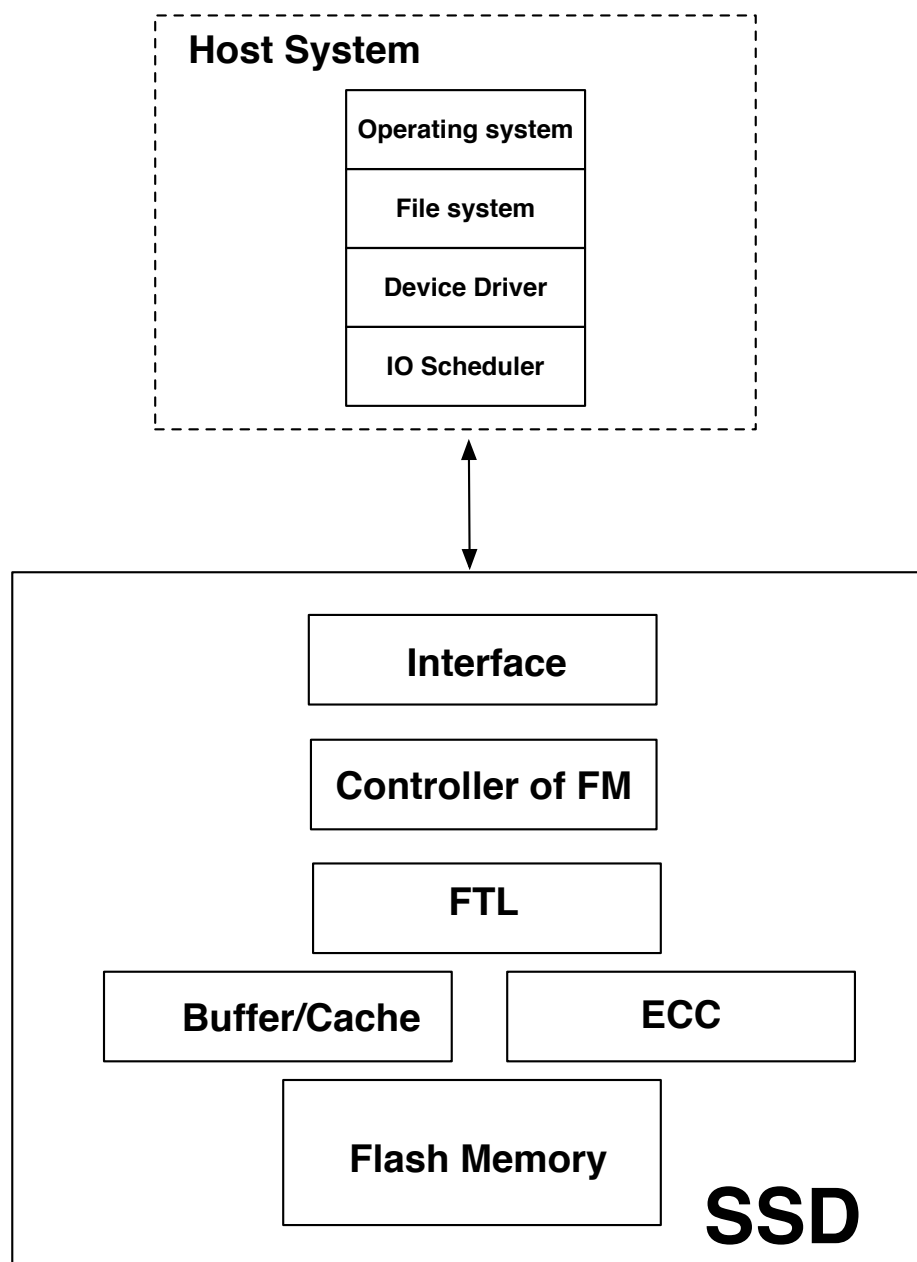 Host System
Operating system
File system
Device Driver
IO Scheduler
Interface
Controller of FM
FTL
Buffer/Cache
ECC
Flash Memory
SSD